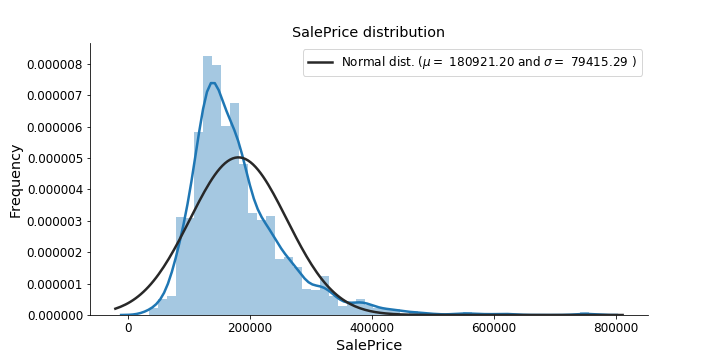 SalePrice distribution
Normal dist. (μ = 180921.20 and σ = 79415.29 )
0.000008
0.000007
0.000006
0.000005
0.000004
0.000003
0.000002
0.000001
0.000000
Frequency
0 200000 400000 600000 800000
SalePrice